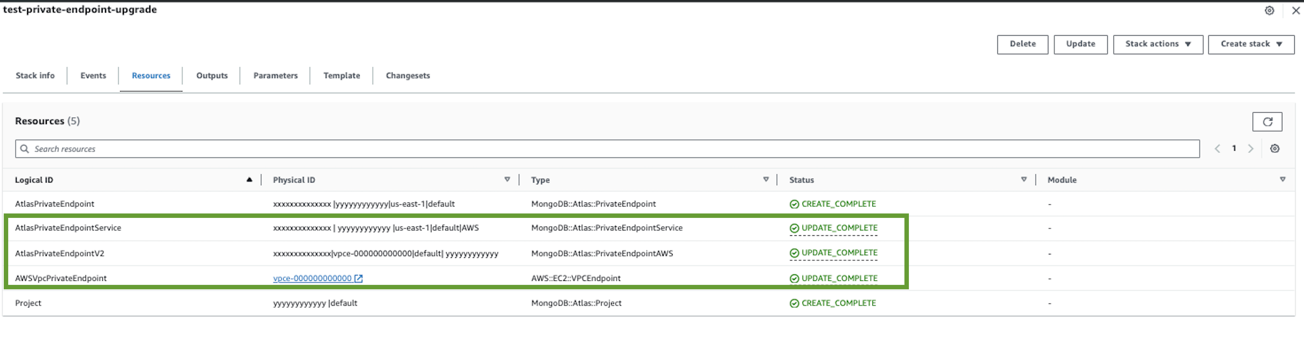 test-private-endpoint-upgrade
Delete Update Stack actions Create stack
Stack info Events Resources Outputs Parameters Template Changesets
Resources (5)
Search resources
1
Logical ID Physical ID Type Status Module
AtlasPrivateEndpoint xxxxxxxxxxxxxx |yyyyyyyyyyyy|us-east-1|default MongoDB::Atlas::PrivateEndpoint CREATE_COMPLETE -
AtlasPrivateEndpointService xxxxxxxxxxxxxx | yyyyyyyyyyyy |us-east-1|default|AWS MongoDB::Atlas::PrivateEndpointService UPDATE_COMPLETE -
AtlasPrivateEndpointV2 xxxxxxxxxxxxxx|vpce-000000000000|default| yyyyyyyyyyyy MongoDB::Atlas::PrivateEndpointAWS UPDATE_COMPLETE -
AWSVpcPrivateEndpoint vpce-000000000000 AWS::EC2::VPCEndpoint UPDATE_COMPLETE -
Project yyyyyyyyyyyy |default MongoDB::Atlas::Project CREATE_COMPLETE -